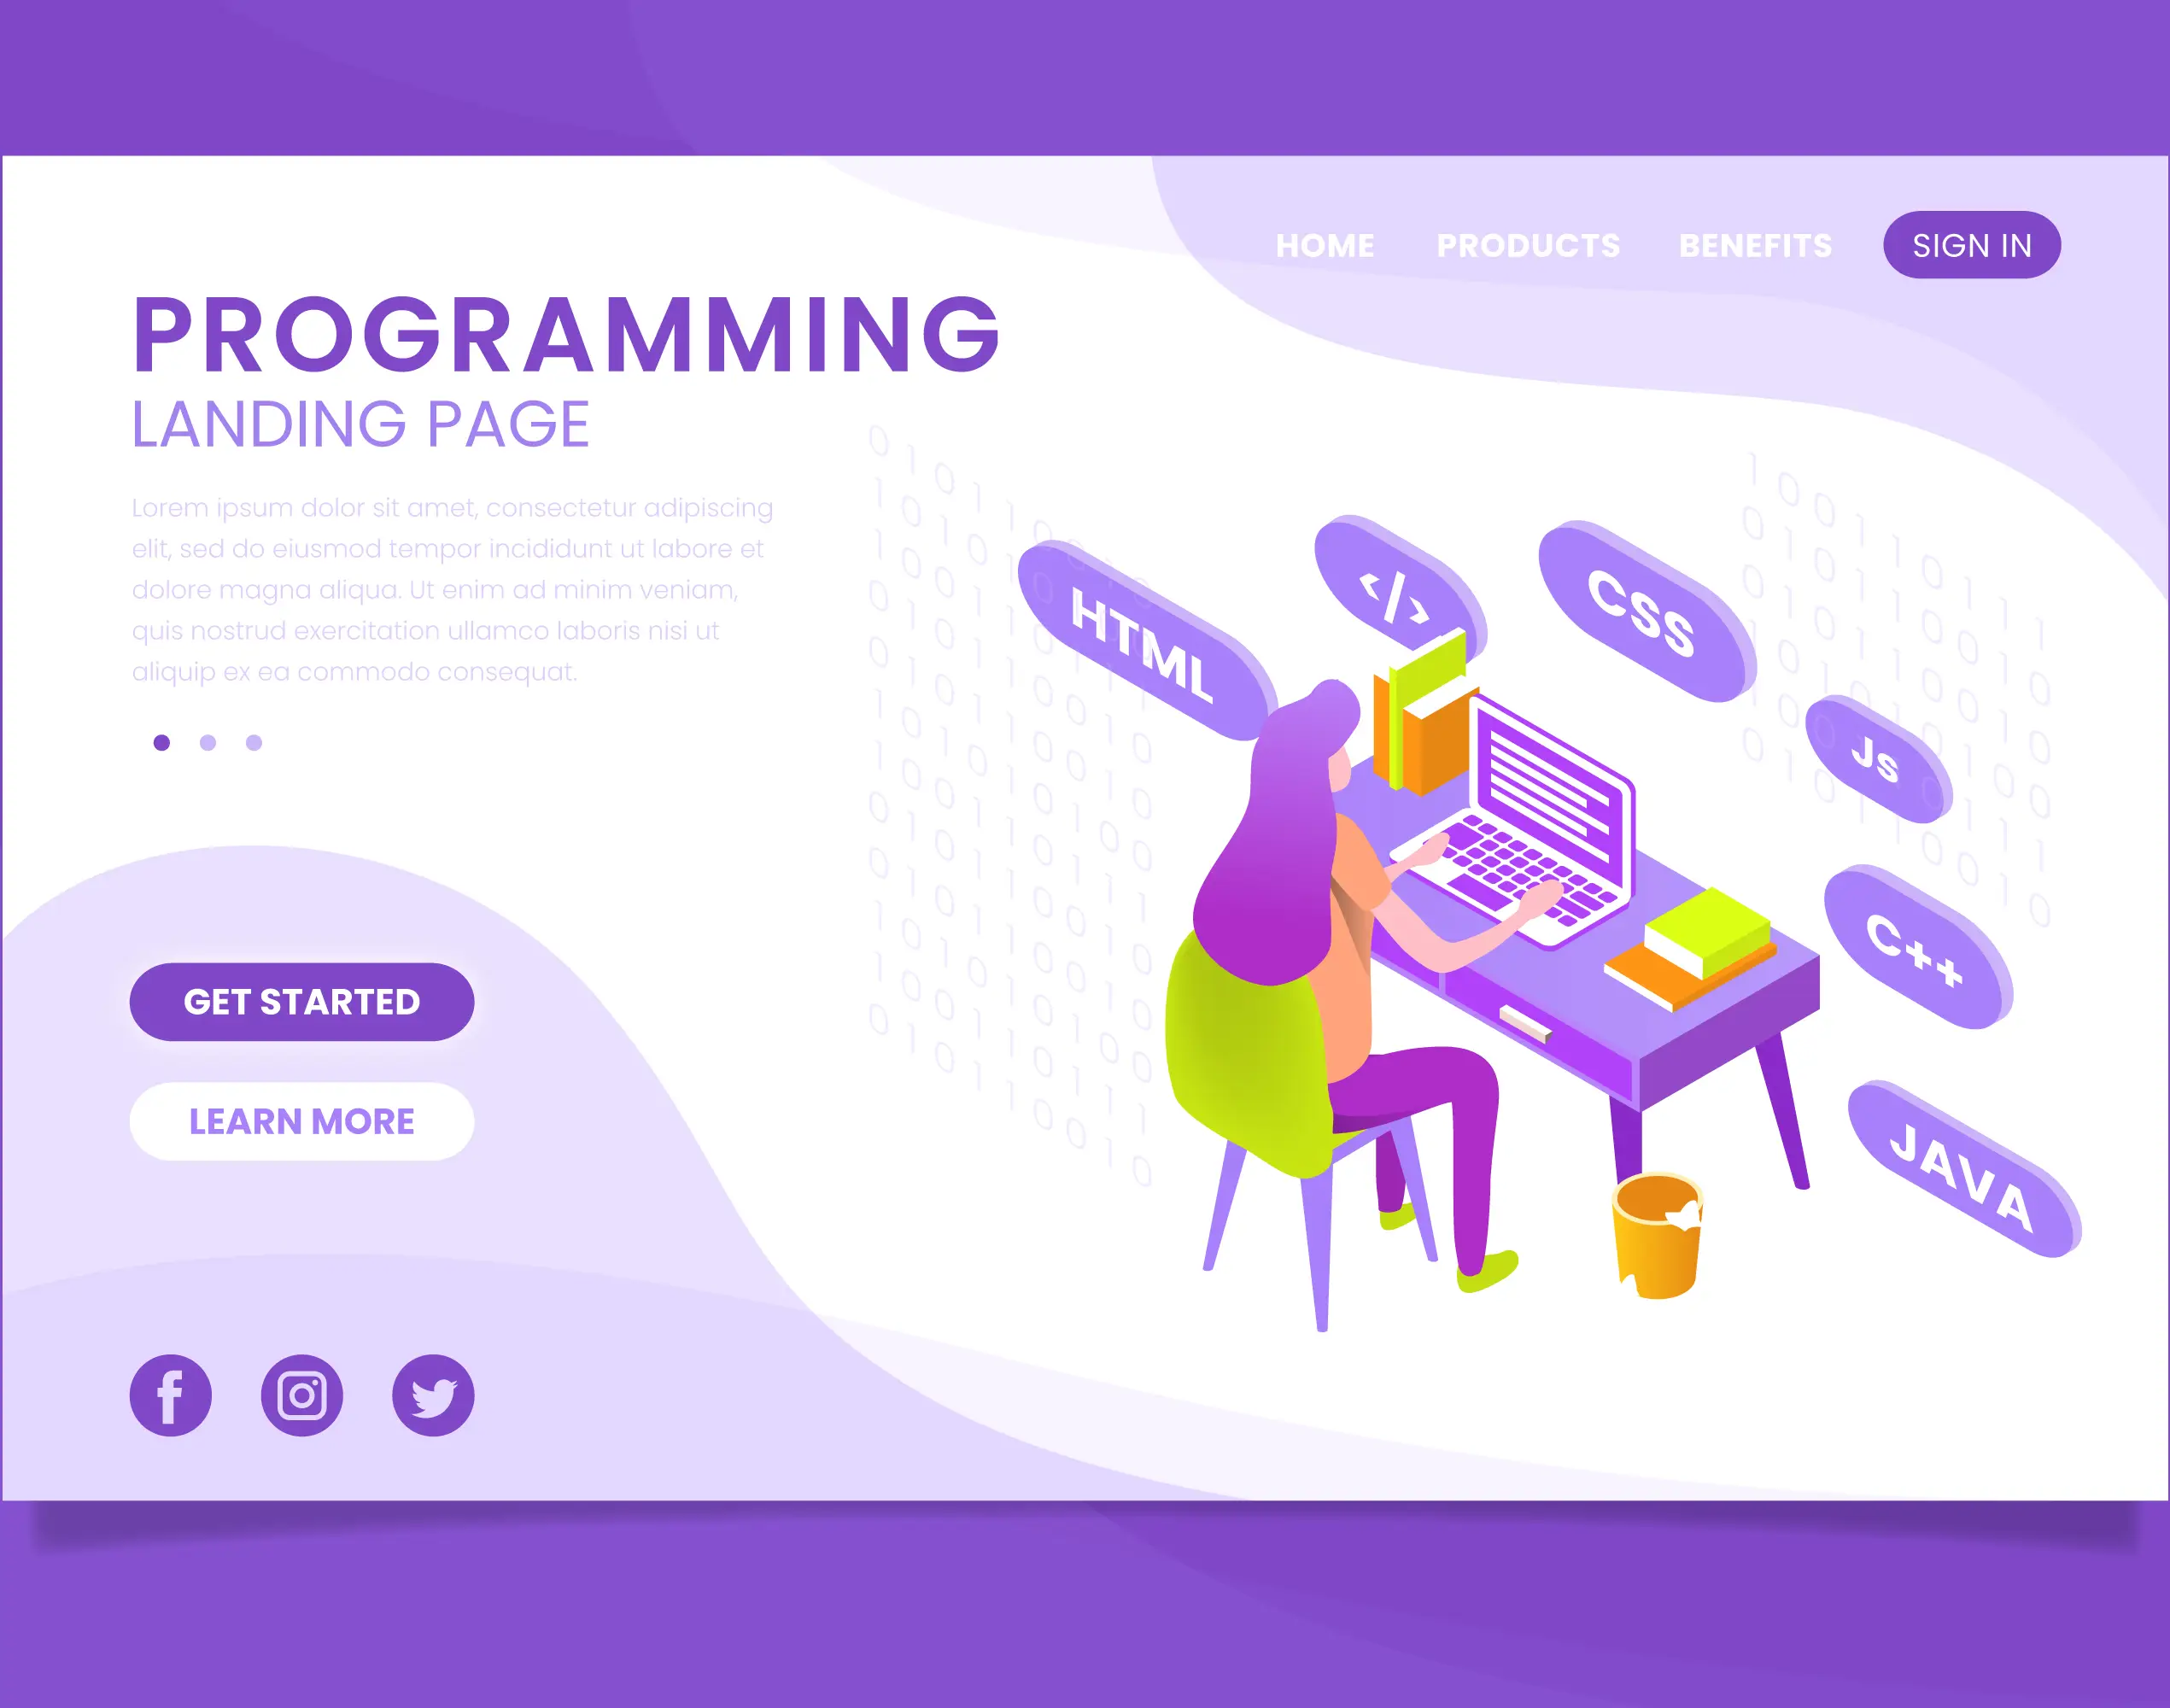 HOME PRODUCTS BENEFITS SIGN IN
PROGRAMMING
LANDING PAGE
Lorem ipsum dolor sit amet, consectetur adipiscing
elit, sed do eiusmod tempor incididunt ut labore et
dolore magna aliqua. Ut enim ad minim veniam,
quis nostrud exercitation ullamco laboris nisi ut
aliquip ex ea commodo consequat.
GET STARTED
LEARN MORE
HTML
</>
CSS
Js
C++
JAVA